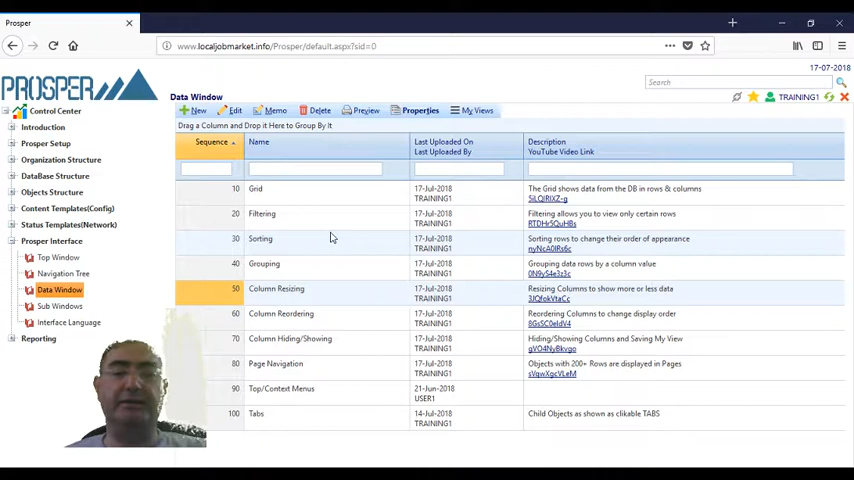 Prosper
www.localjobmarket.info/Prosper/default.aspx?sid=0
17-07-2018
PROSPER
Data Window
Search
TRAINING1
Control Center
New Edit Memo Delete Preview Properties My Views
Introduction
Drag a Column and Drop it Here to Group By It
Prosper Setup
Organization Structure
DataBase Structure
Objects Structure
Content Templates(Config)
Status Templates(Network)
Prosper Interface
Top Window
Navigation Tree
Data Window
Sub Windows
Interface Language
Reporting
Sequence Name Last Uploaded On Description
Last Uploaded By YouTube Video Link
10 Grid 17-Jul-2018 The Grid shows data from the DB in rows & columns
TRAINING1 5iLQIRIXZ-g
20 Filtering 17-Jul-2018 Filtering allows you to view only certain rows
TRAINING1 RTDHr5QuHBs
30 Sorting 17-Jul-2018 Sorting rows to change their order of appearance
TRAINING1 nyNcA0IRs6c
40 Grouping 17-Jul-2018 Grouping data rows by a column value
TRAINING1 0N9yS4e3z3c
50 Column Resizing 17-Jul-2018 Resizing Columns to show more or less data
TRAINING1 3JQfokVtaCc
60 Column Reordering 17-Jul-2018 Reordering Columns to change display order
TRAINING1 8GsSC0eIdV4
70 Column Hiding/Showing 17-Jul-2018 Hiding/Showing Columns and Saving My View
TRAINING1 gVO4NyBkvgo
80 Page Navigation 17-Jul-2018 Objects with 200+ Rows are displayed in Pages
TRAINING1 sVqwXgcVLeM
90 Top/Context Menus 21-Jun-2018
USER1
100 Tabs 14-Jul-2018 Child Objects as shown as clikable TABS
TRAINING1